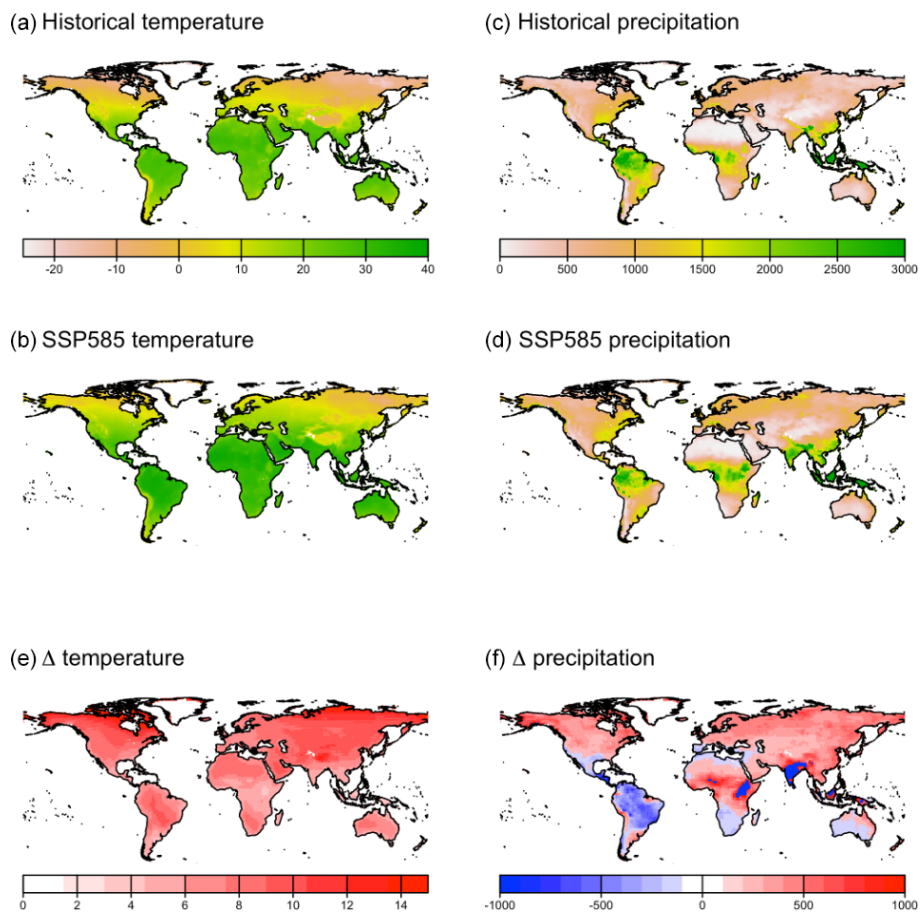 (a) Historical temperature
(c) Historical precipitation
-20 -10 0 10 20 30 40
0 500 1000 1500 2000 2500 3000
(b) SSP585 temperature
(d) SSP585 precipitation
(e) Δ temperature
(f) Δ precipitation
0 2 4 6 8 10 12 14
-1000 -500 0 500 1000